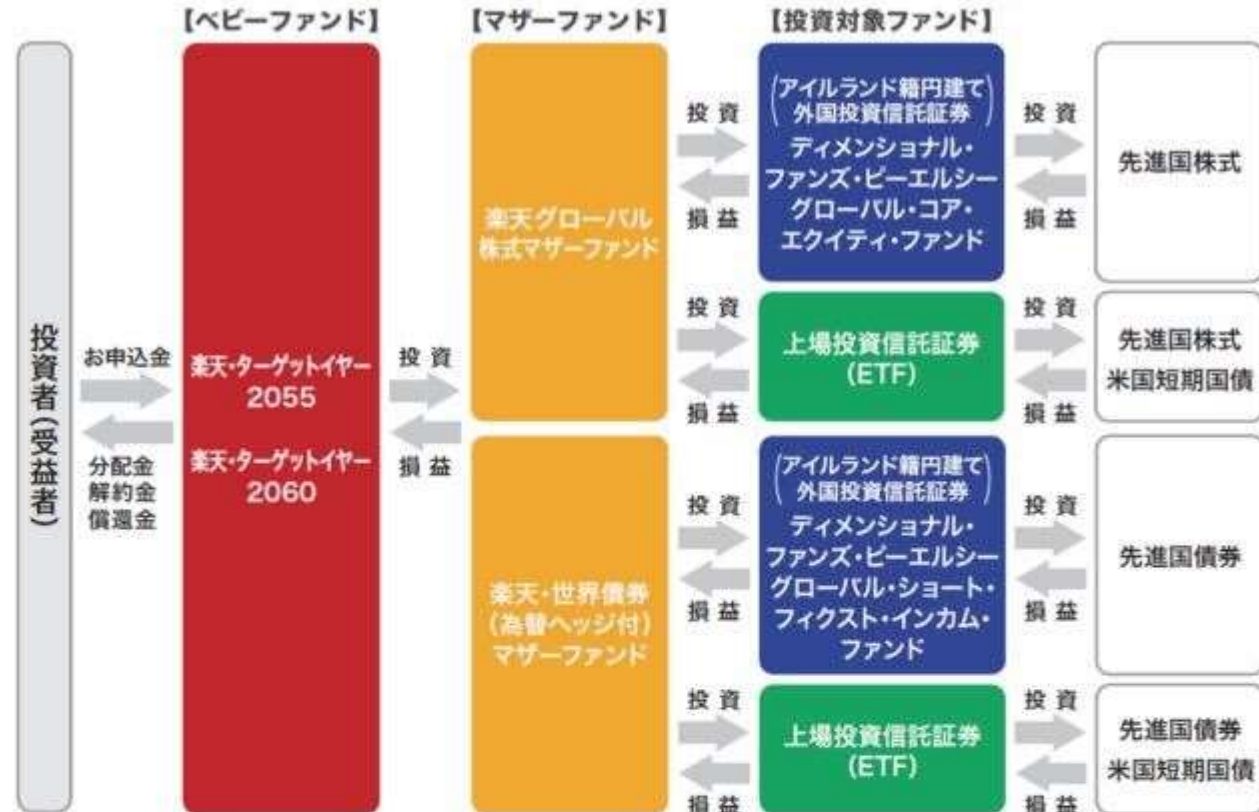 【ベビーファンド】
【マザーファンド】
【投資対象ファンド】
投資者(受益者)
お申込金
分配金
解約金
償還金
楽天・ターゲットイヤー
2055
楽天・ターゲットイヤー
2060
投資
損益
楽天グローバル
株式マザーファンド
投資
損益
(アイルランド籍円建て
外国投資信託証券)
ディメンショナル・
ファンズ・ピーエルシー
グローバル・コア・
エクイティ・ファンド
投資
損益
先進国株式
投資
損益
上場投資信託証券
(ETF)
投資
損益
先進国株式
米国短期国債
楽天・世界債券
(為替ヘッジ付)
マザーファンド
投資
損益
(アイルランド籍円建て
外国投資信託証券)
ディメンショナル・
ファンズ・ピーエルシー
グローバル・ショート・
フィクスト・インカム・
ファンド
投資
損益
先進国債券
投資
損益
上場投資信託証券
(ETF)
投資
損益
先進国債券
米国短期国債